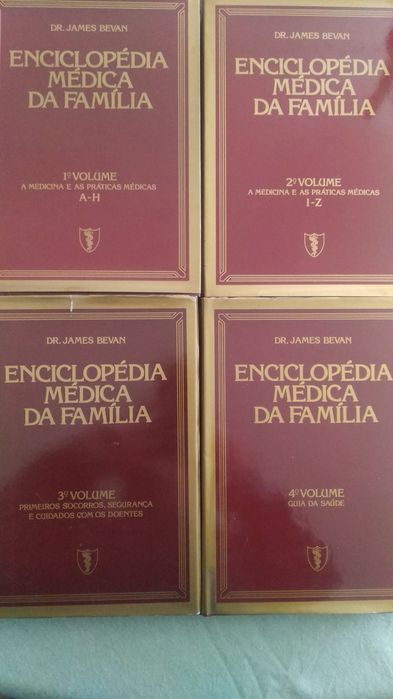 DR. JAMES BEVAN
ENCICLOPÉDIA
MÉDICA
DA FAMÍLIA
1º VOLUME
A MEDICINA E AS PRÁTICAS MÉDICAS
A-H
DR. JAMES BEVAN
ENCICLOPÉDIA
MÉDICA
DA FAMÍLIA
2º VOLUME
A MEDICINA E AS PRÁTICAS MÉDICAS
I-Z
DR. JAMES BEVAN
ENCICLOPÉDIA
MÉDICA
DA FAMÍLIA
3º VOLUME
PRIMEIROS SOCORROS, SEGURANÇA
E CUIDADOS COM OS DOENTES
DR. JAMES BEVAN
ENCICLOPÉDIA
MÉDICA
DA FAMÍLIA
4º VOLUME
GUIA DA SAÚDE